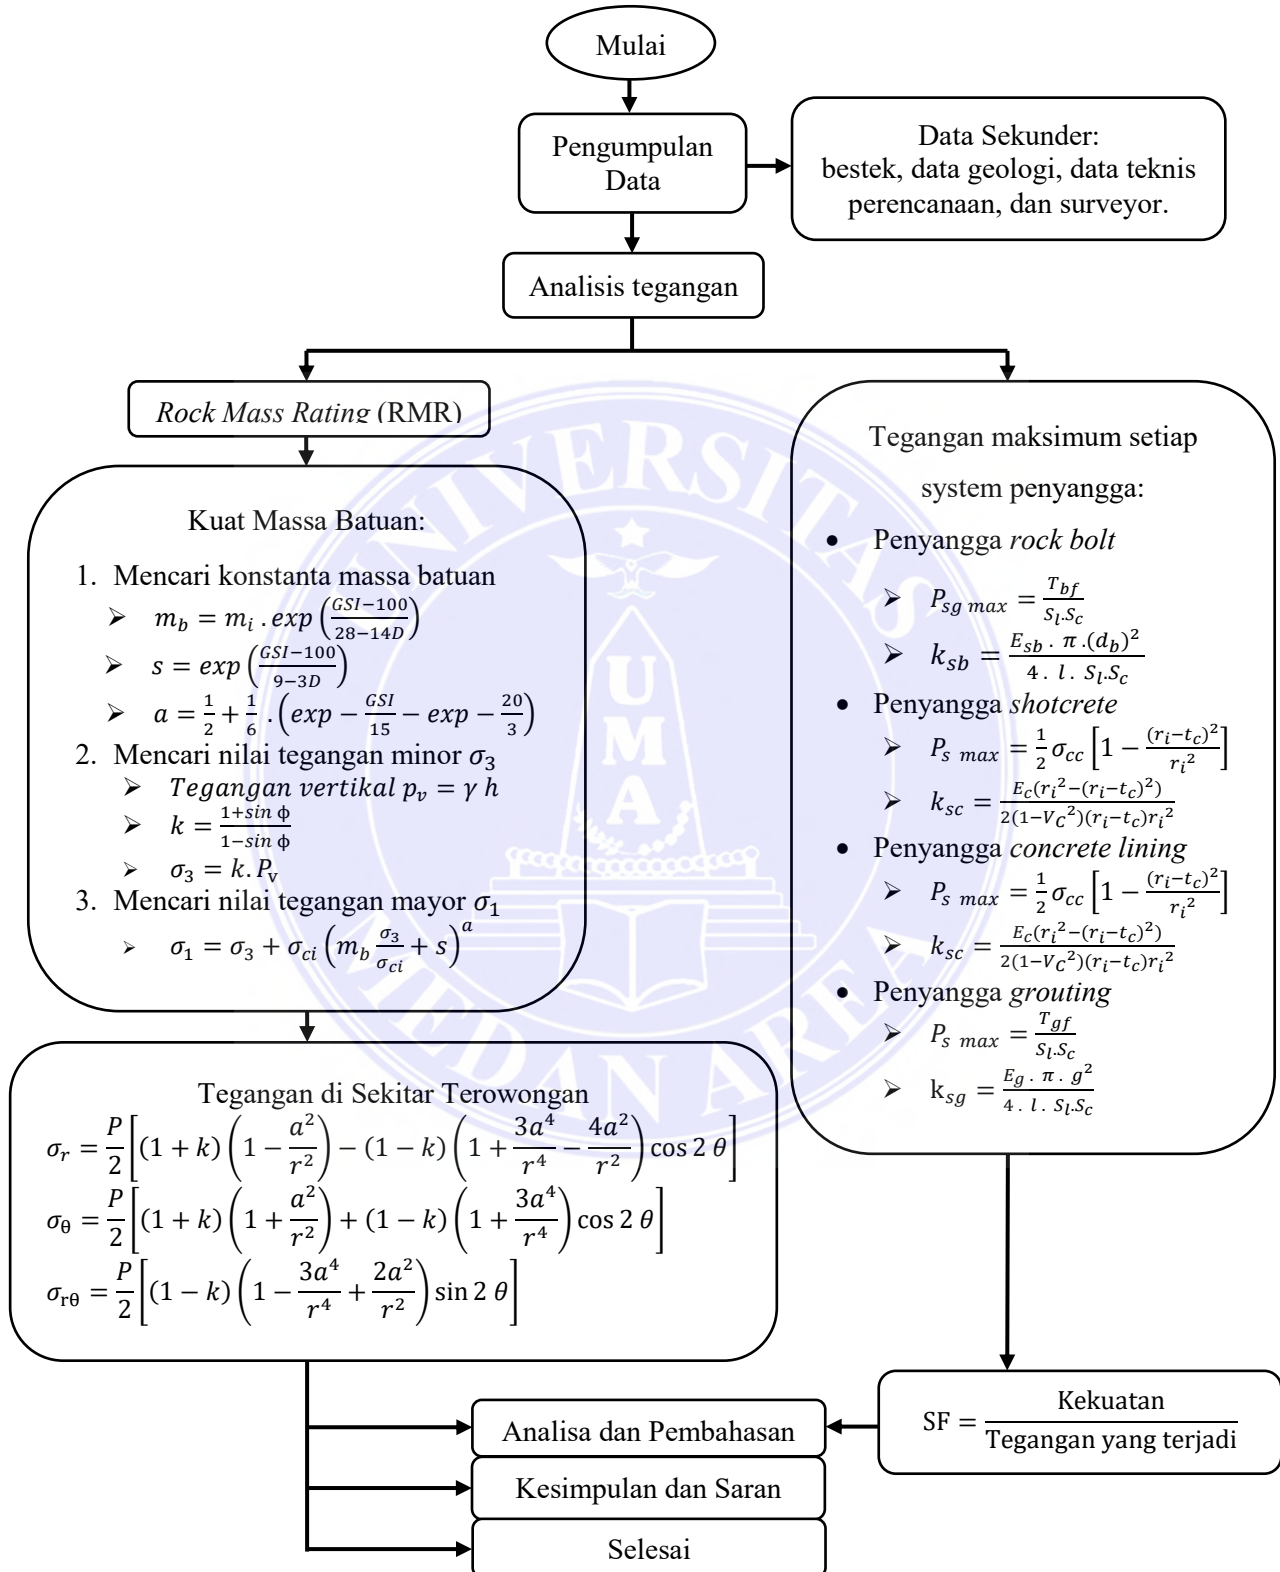 Mulai
Pengumpulan
Data
Data Sekunder:
bestek, data geologi, data teknis
perencanaan, dan surveyor.
Analisis tegangan
Rock Mass Rating (RMR)
Kuat Massa Batuan:
1. Mencari konstanta massa batuan
➢ m_b = m_i . exp ((GSI−100)/(28−14D))
➢ s = exp ((GSI−100)/(9−3D))
➢ a = 1/2 + 1/6 . (exp − GSI/15 − exp − 20/3)
2. Mencari nilai tegangan minor σ_3
➢ Tegangan vertikal p_v = γ h
➢ k = (1+sin ϕ)/(1−sin ϕ)
➢ σ_3 = k. P_v
3. Mencari nilai tegangan mayor σ_1
➢ σ_1 = σ_3 + σ_ci (m_b σ_3/σ_ci + s)^a
Tegangan maksimum setiap
system penyangga:
• Penyangga rock bolt
➢ P_sg max = T_bf/(S_l.S_c)
➢ k_sb = (E_sb . π .(d_b)^2)/(4 . l . S_l.S_c)
• Penyangga shotcrete
➢ P_s max = 1/2 σ_cc [1 − (r_i−t_c)^2/r_i^2]
➢ k_sc = E_c(r_i^2−(r_i−t_c)^2)/(2(1−V_C^2)(r_i−t_c)r_i^2)
• Penyangga concrete lining
➢ P_s max = 1/2 σ_cc [1 − (r_i−t_c)^2/r_i^2]
➢ k_sc = E_c(r_i^2−(r_i−t_c)^2)/(2(1−V_C^2)(r_i−t_c)r_i^2)
• Penyangga grouting
➢ P_s max = T_gf/(S_l.S_c)
➢ k_sg = (E_g . π . g^2)/(4 . l . S_l.S_c)
Tegangan di Sekitar Terowongan
σ_r = P/2 [(1 + k) (1 − a^2/r^2) − (1 − k) (1 + 3a^4/r^4 − 4a^2/r^2) cos 2 θ]
σ_θ = P/2 [(1 + k) (1 + a^2/r^2) + (1 − k) (1 + 3a^4/r^4) cos 2 θ]
σ_rθ = P/2 [(1 − k) (1 − 3a^4/r^4 + 2a^2/r^2) sin 2 θ]
SF = Kekuatan/Tegangan yang terjadi
Analisa dan Pembahasan
Kesimpulan dan Saran
Selesai
UNIVERSITAS
UMA
MEDAN AREA